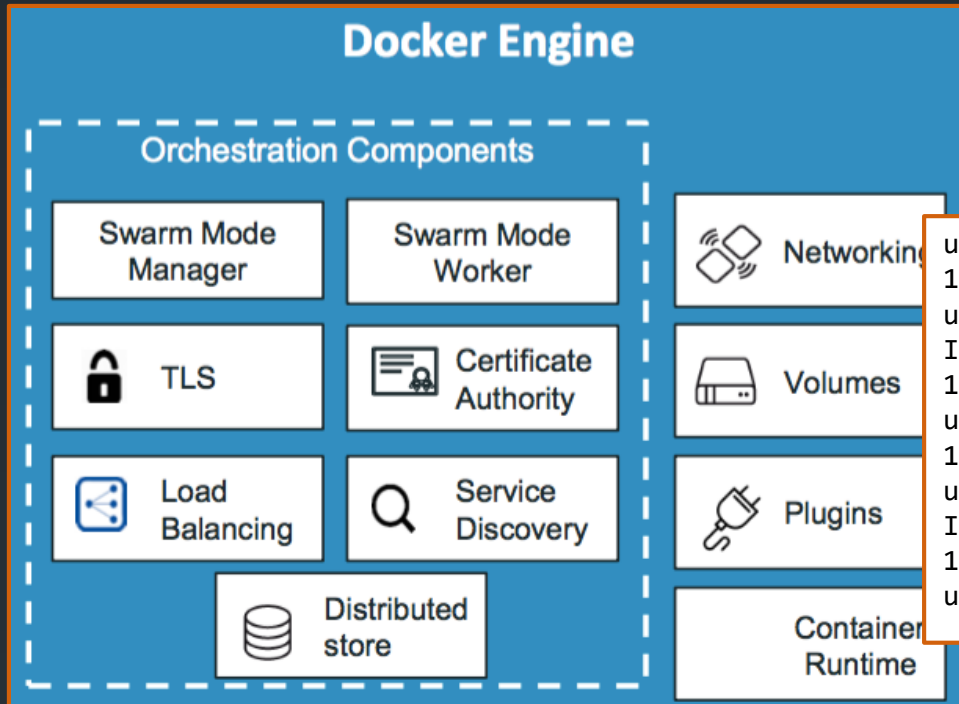 Docker Engine
Orchestration Components
Swarm Mode
Manager
Swarm Mode
Worker
TLS
Certificate
Authority
Load
Balancing
Service
Discovery
Distributed
store
Networking
Volumes
Plugins
Container
Runtime
u
1
u
I
1
u
1
u
I
1
u